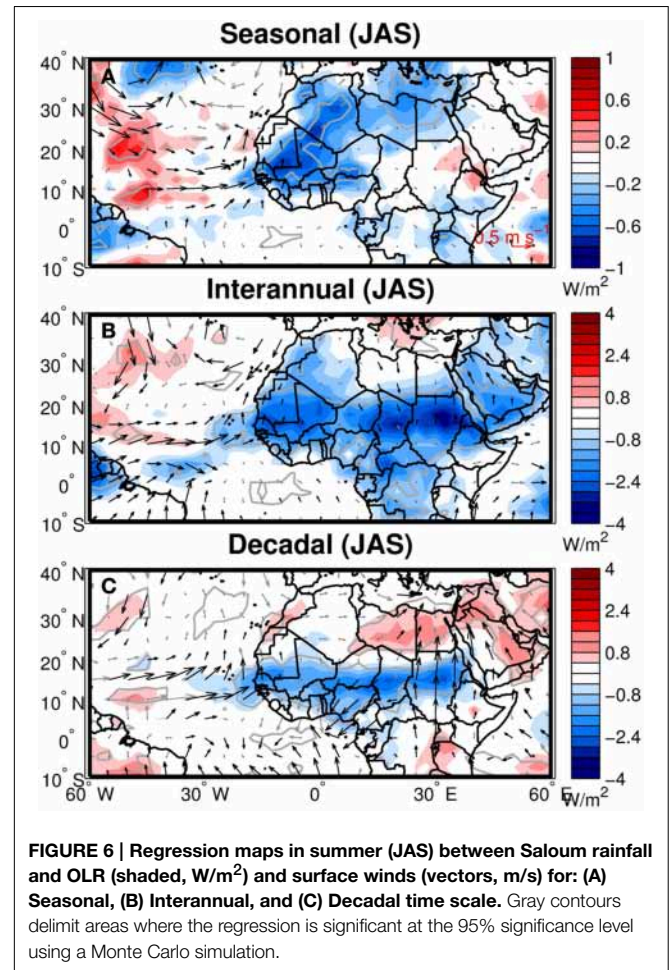 Seasonal (JAS)
A
40° N
30° N
20° N
10° N
0°
10° S
0.5 m s⁻¹
1
0.6
0.2
−0.2
−0.6
−1
W/m²
Interannual (JAS)
B
40° N
30° N
20° N
10° N
0°
10° S
4
2.4
0.8
−0.8
−2.4
−4
W/m²
Decadal (JAS)
C
40° N
30° N
20° N
10° N
0°
10° S
60° W 30° W 0° 30° E 60° E
4
2.4
0.8
−0.8
−2.4
−4
W/m²
FIGURE 6 | Regression maps in summer (JAS) between Saloum rainfall
and OLR (shaded, W/m²) and surface winds (vectors, m/s) for: (A)
Seasonal, (B) Interannual, and (C) Decadal time scale. Gray contours
delimit areas where the regression is significant at the 95% significance level
using a Monte Carlo simulation.